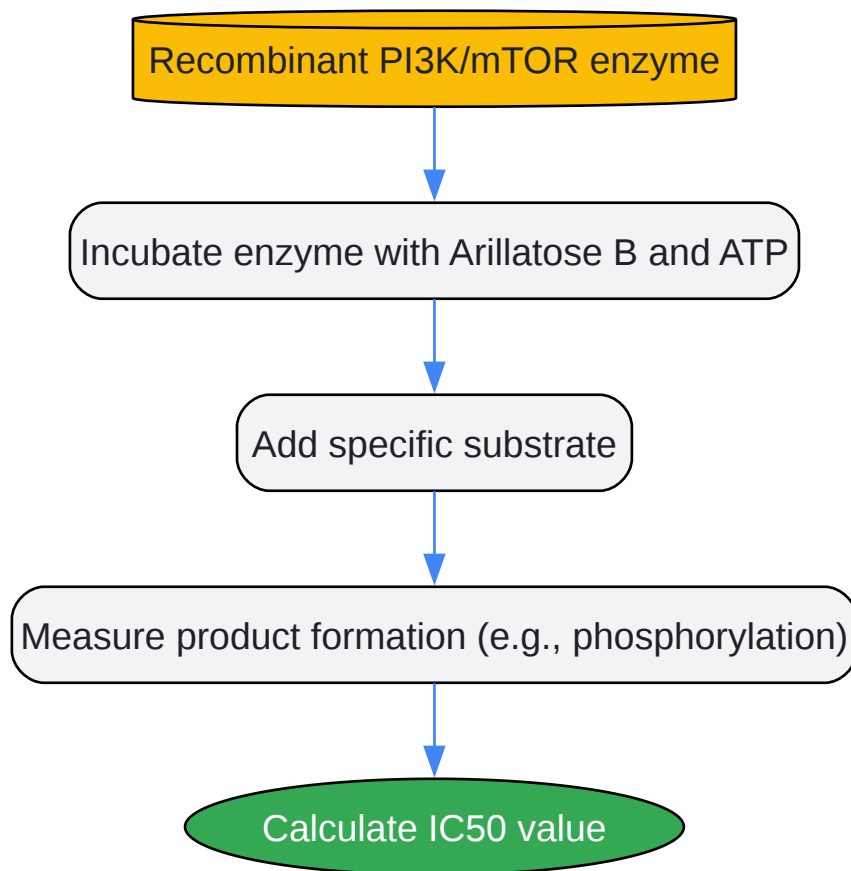 Recombinant PI3K/mTOR enzyme
Incubate enzyme with Arillatose B and ATP
Add specific substrate
Measure product formation (e.g., phosphorylation)
Calculate IC50 value